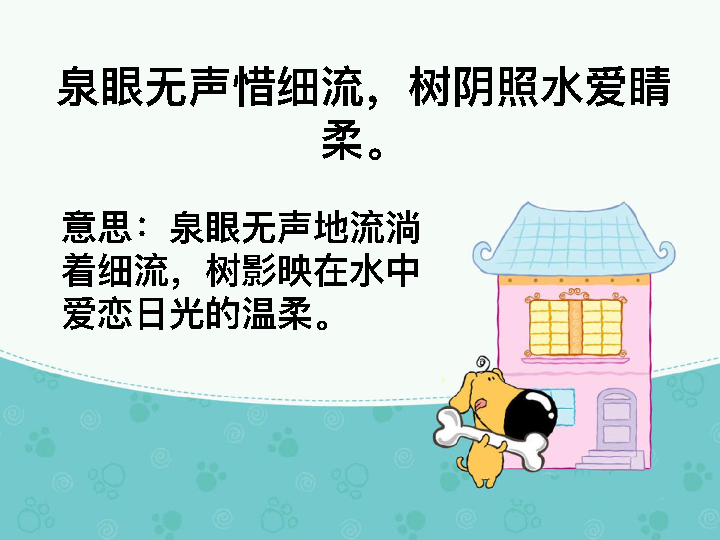 泉眼无声惜细流，树阴照水爱睛
柔。
意思：泉眼无声地流淌
着细流，树影映在水中
爱恋日光的温柔。